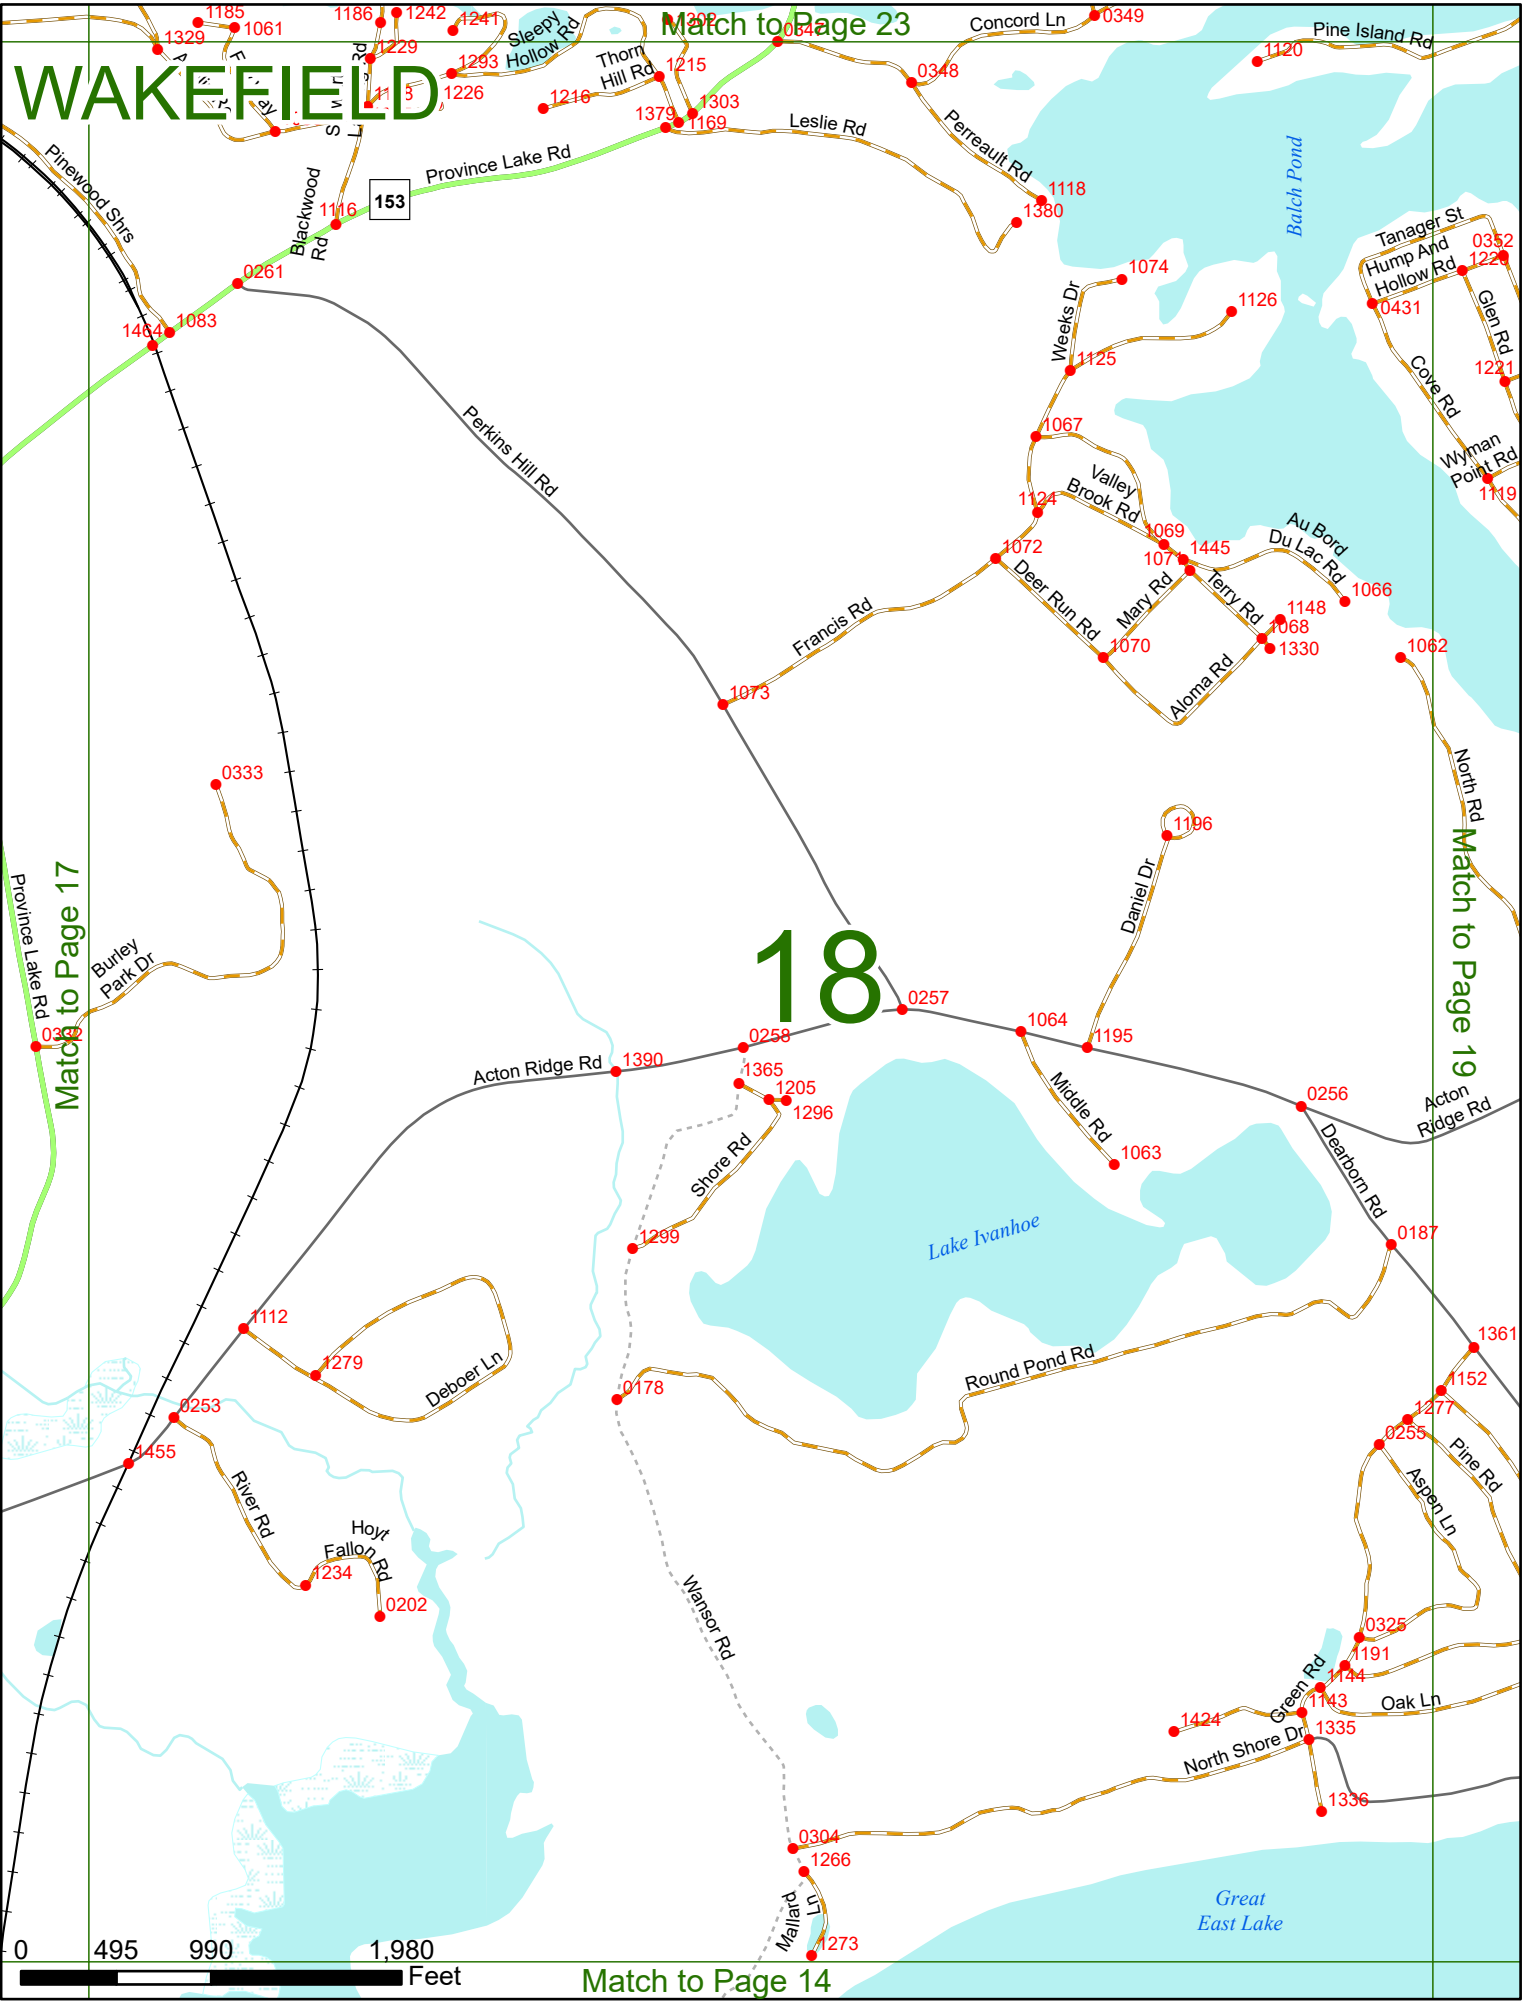 Match to Page 23
WAKEFIELD
1185
1061
1329
1186
1242
1241
1229
1293
1226
Sleepy
Hollow Rd
Thorn
Hill Rd
1216
1215
1302
0347
1303
1379
1169
Concord Ln
0349
0348
1120
Pine Island Rd
Leslie Rd
Perreault Rd
1118
1380
Balch Pond
Pinewood Shrs
Province Lake Rd
153
Blackwood
Rd
1116
0261
1083
1464
Tanager St
Hump And
Hollow Rd
0352
0431
Glen Rd
1221
Cove Rd
Wyman
Point Rd
1119
1074
Weeks Dr
1126
1125
1067
Perkins Hill Rd
Valley
Brook Rd
1124
1069
1445
1072
Au Bord
Du Lac Rd
1066
Deer Run Rd
Mary Rd
Terry Rd
1148
1068
1330
1070
Aloma Rd
1062
Francis Rd
1073
North Rd
0333
1196
Daniel Dr
Match to Page 17
Province Lake Rd
Burley
Park Dr
0332
18
Match to Page 19
0257
0258
1064
1195
Acton Ridge Rd
1390
1365
1205
1296
0256
Acton
Ridge Rd
Middle Rd
1063
Dearborn Rd
Shore Rd
1299
Lake Ivanhoe
0187
1112
1279
Deboer Ln
0178
Round Pond Rd
1361
1152
1277
0255
Pine Rd
Aspen Ln
0253
1455
River Rd
Hoyt
Fallon Rd
1234
0202
Wansor Rd
0325
1191
1144
Green Rd
1143
Oak Ln
1424
1335
North Shore Dr
1336
0304
1266
Mallard
Ln
1273
Great
East Lake
0 495 990 1,980
Feet
Match to Page 14